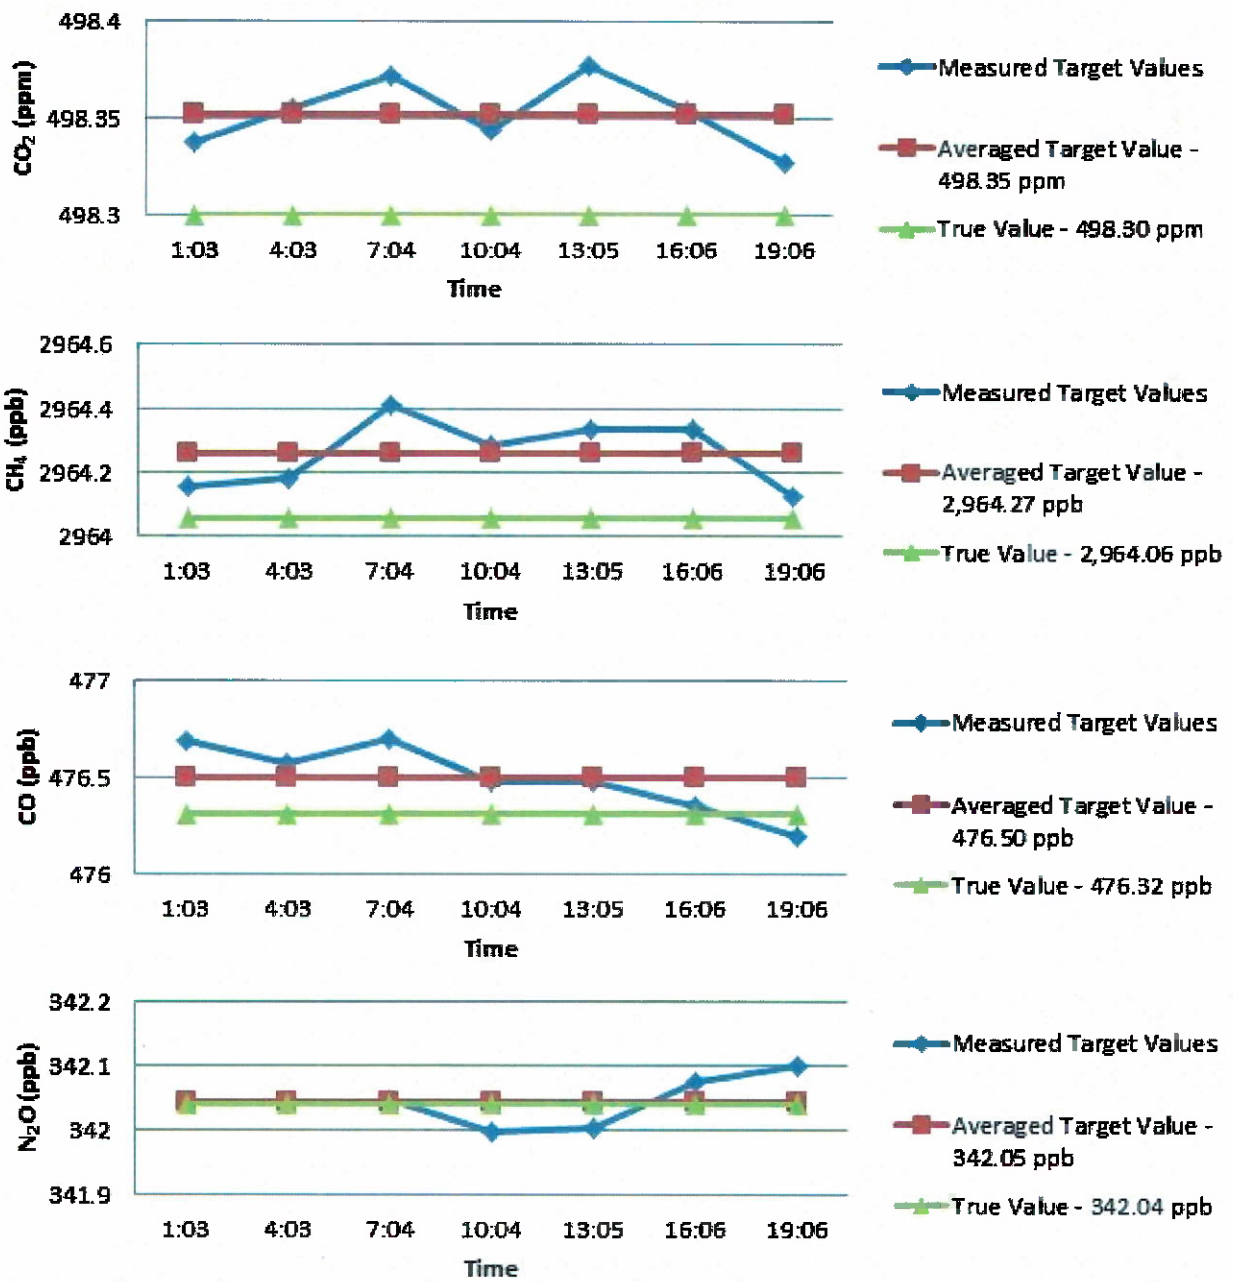 498.4
498.35
498.3
CO₂ (ppm)
1:03 4:03 7:04 10:04 13:05 16:06 19:06
Time
Measured Target Values
Averaged Target Value -
498.35 ppm
True Value - 498.30 ppm
2964.6
2964.4
2964.2
2964
CH₄ (ppb)
1:03 4:03 7:04 10:04 13:05 16:06 19:06
Time
Measured Target Values
Averaged Target Value -
2,964.27 ppb
True Value - 2,964.06 ppb
477
476.5
476
CO (ppb)
1:03 4:03 7:04 10:04 13:05 16:06 19:06
Time
Measured Target Values
Averaged Target Value -
476.50 ppb
True Value - 476.32 ppb
342.2
342.1
342
341.9
N₂O (ppb)
1:03 4:03 7:04 10:04 13:05 16:06 19:06
Time
Measured Target Values
Averaged Target Value -
342.05 ppb
True Value - 342.04 ppb